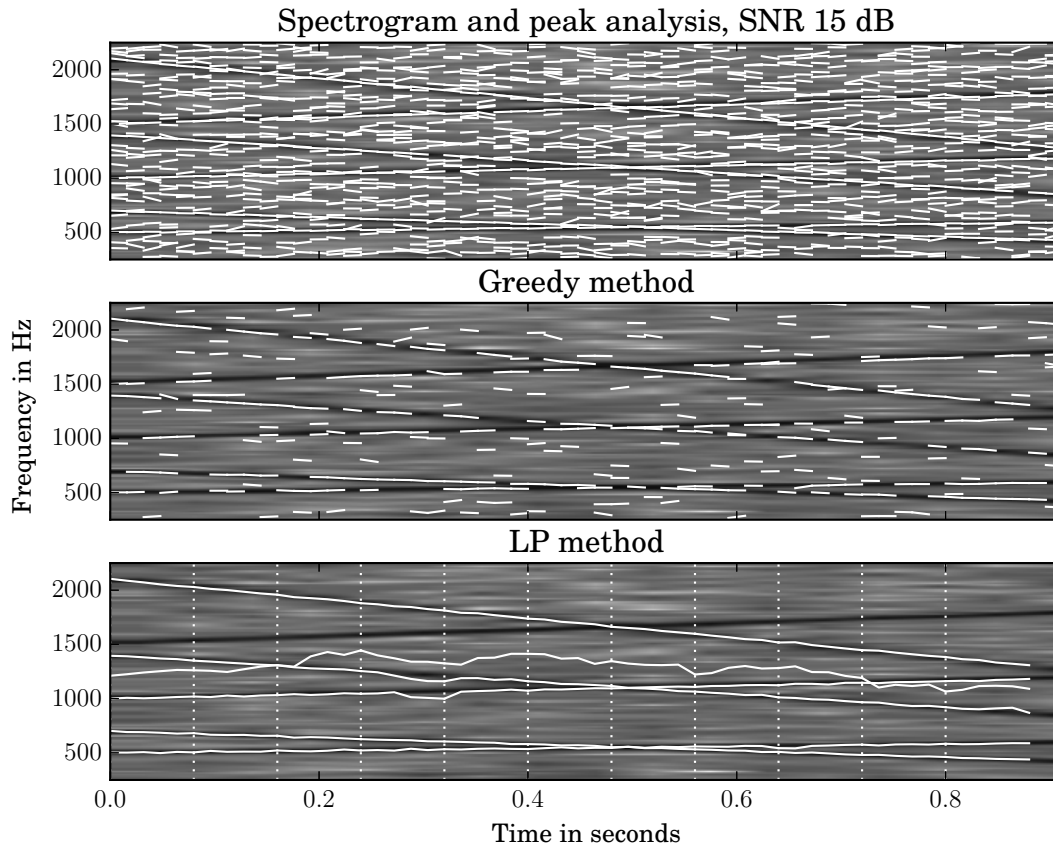 Spectrogram and peak analysis, SNR 15 dB
2000
1500
1000
500
Greedy method
2000
1500
1000
500
Frequency in Hz
LP method
2000
1500
1000
500
0.0 0.2 0.4 0.6 0.8
Time in seconds